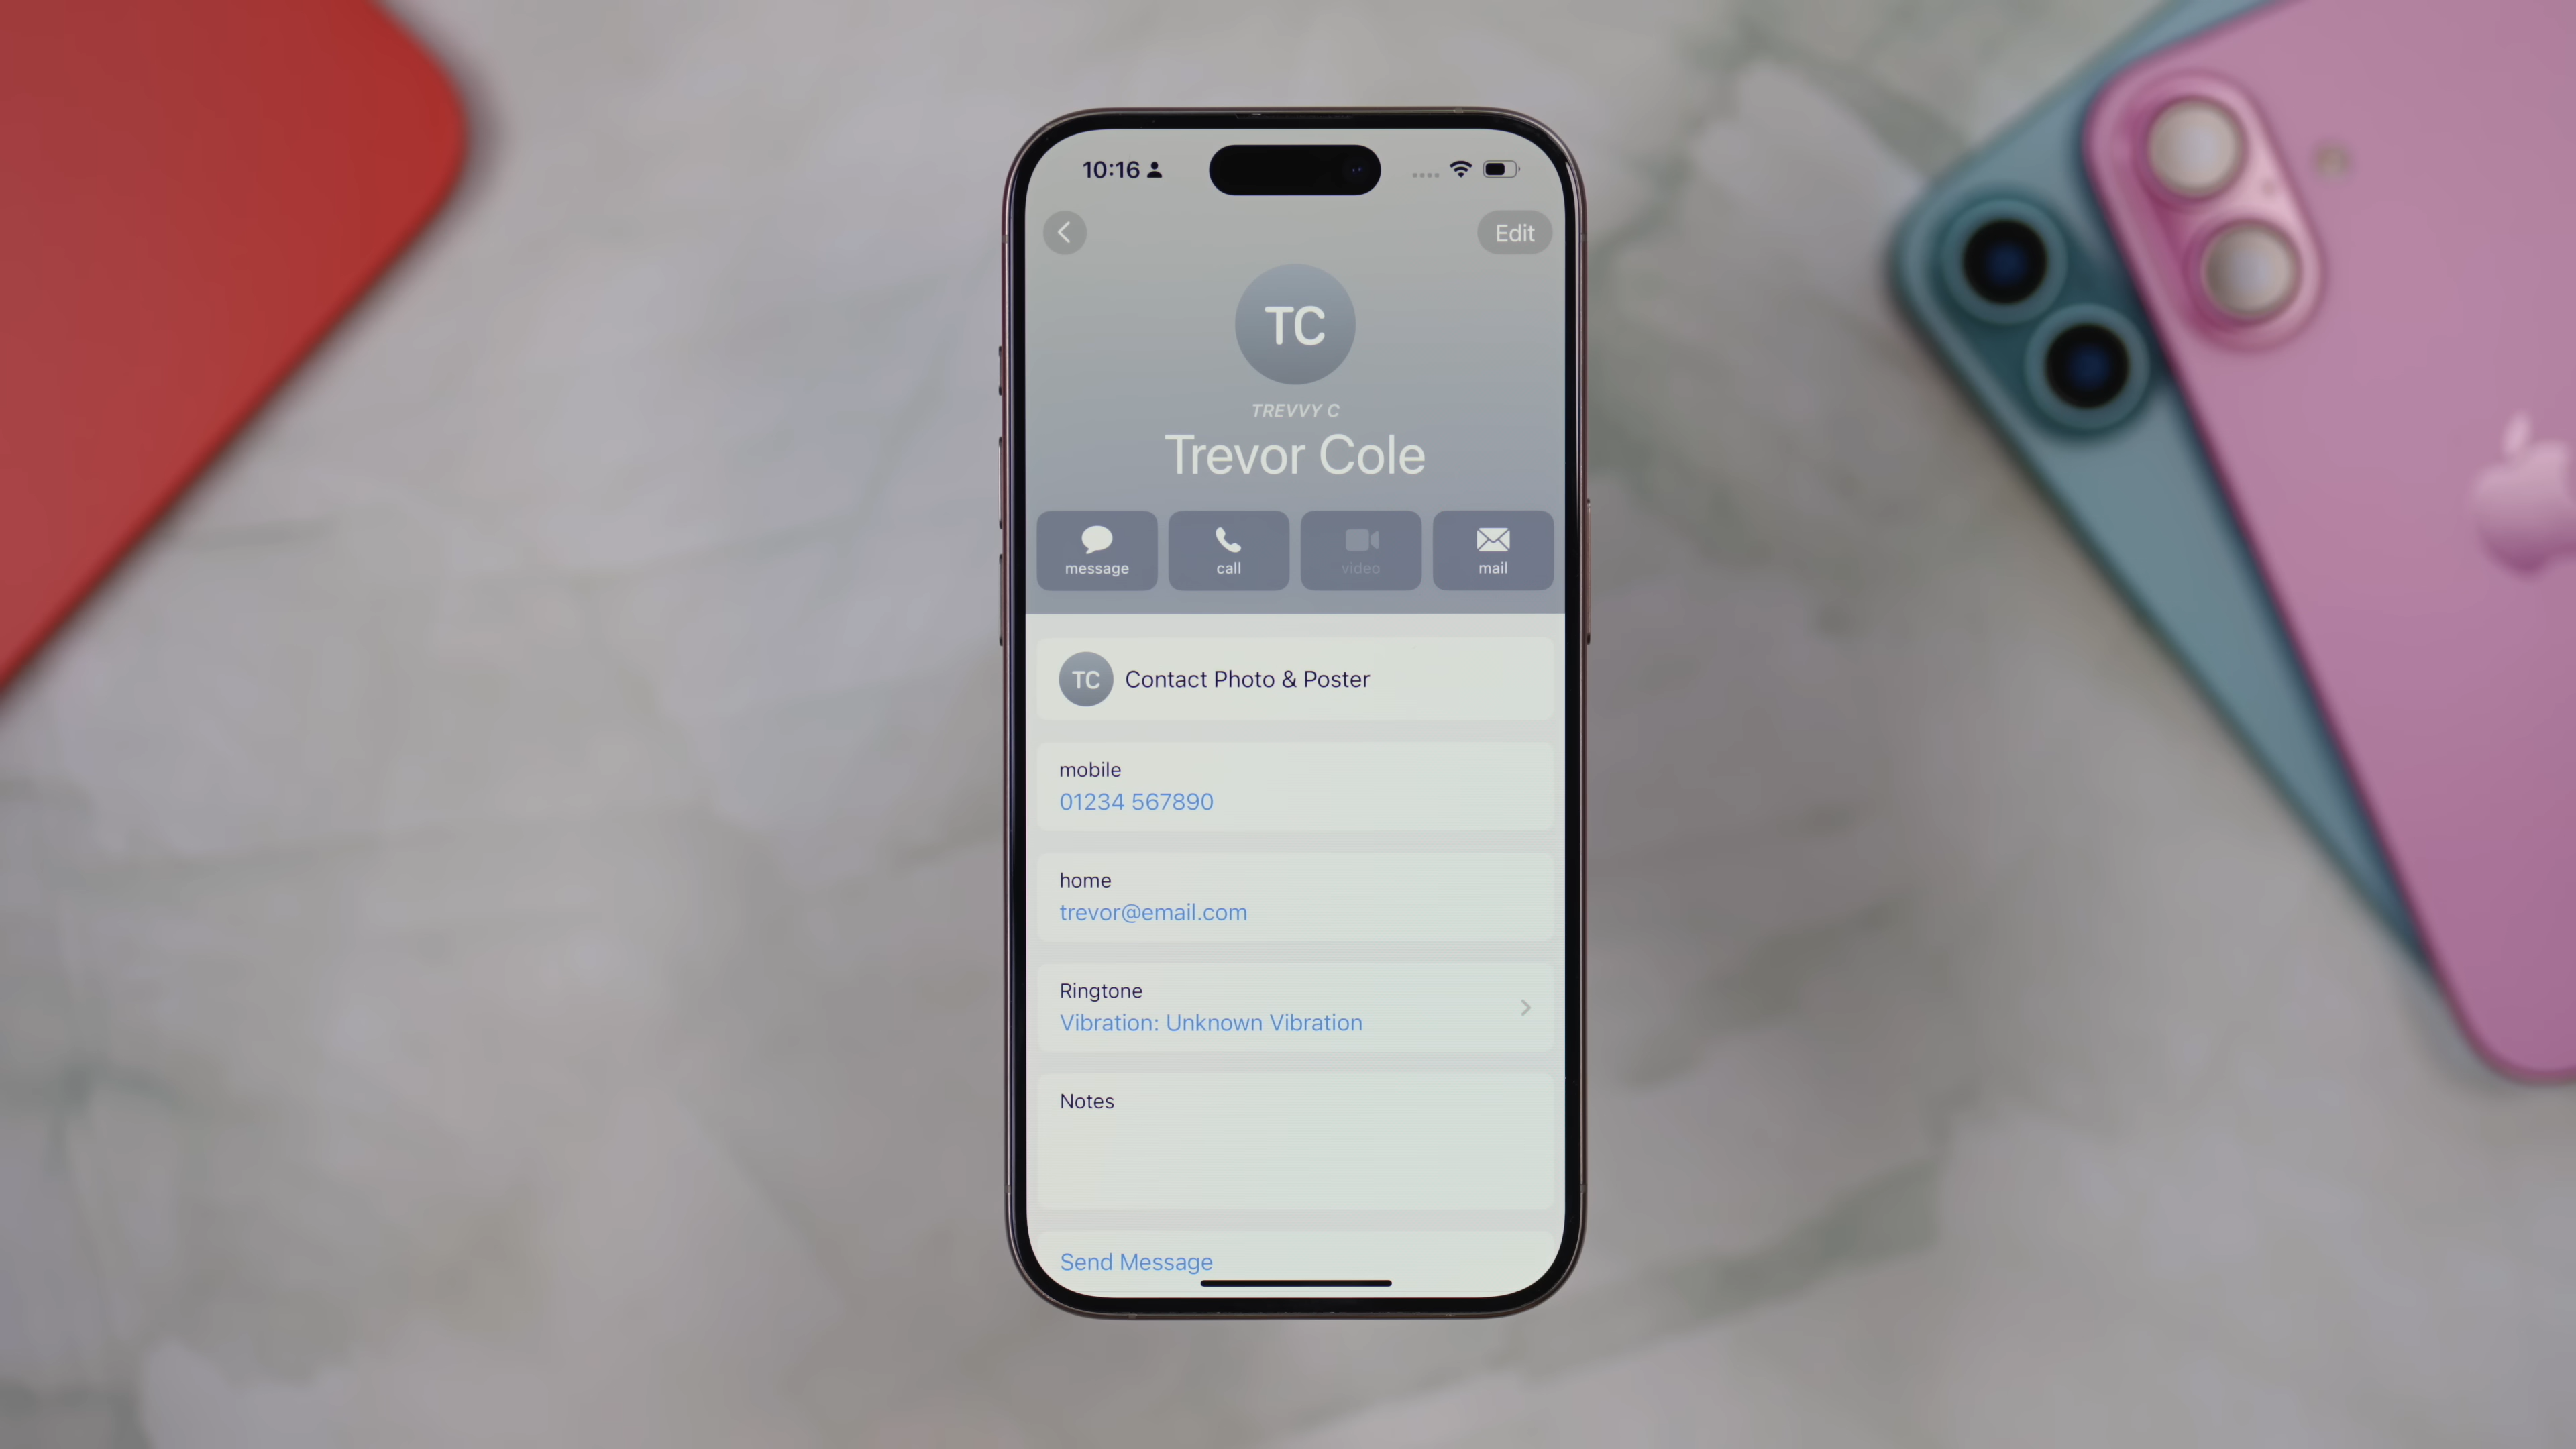 10:16
Edit
TC
TREVVY C
Trevor Cole
message
call
video
mail
TC
Contact Photo & Poster
mobile
01234 567890
home
trevor@email.com
Ringtone
Vibration: Unknown Vibration
Notes
Send Message